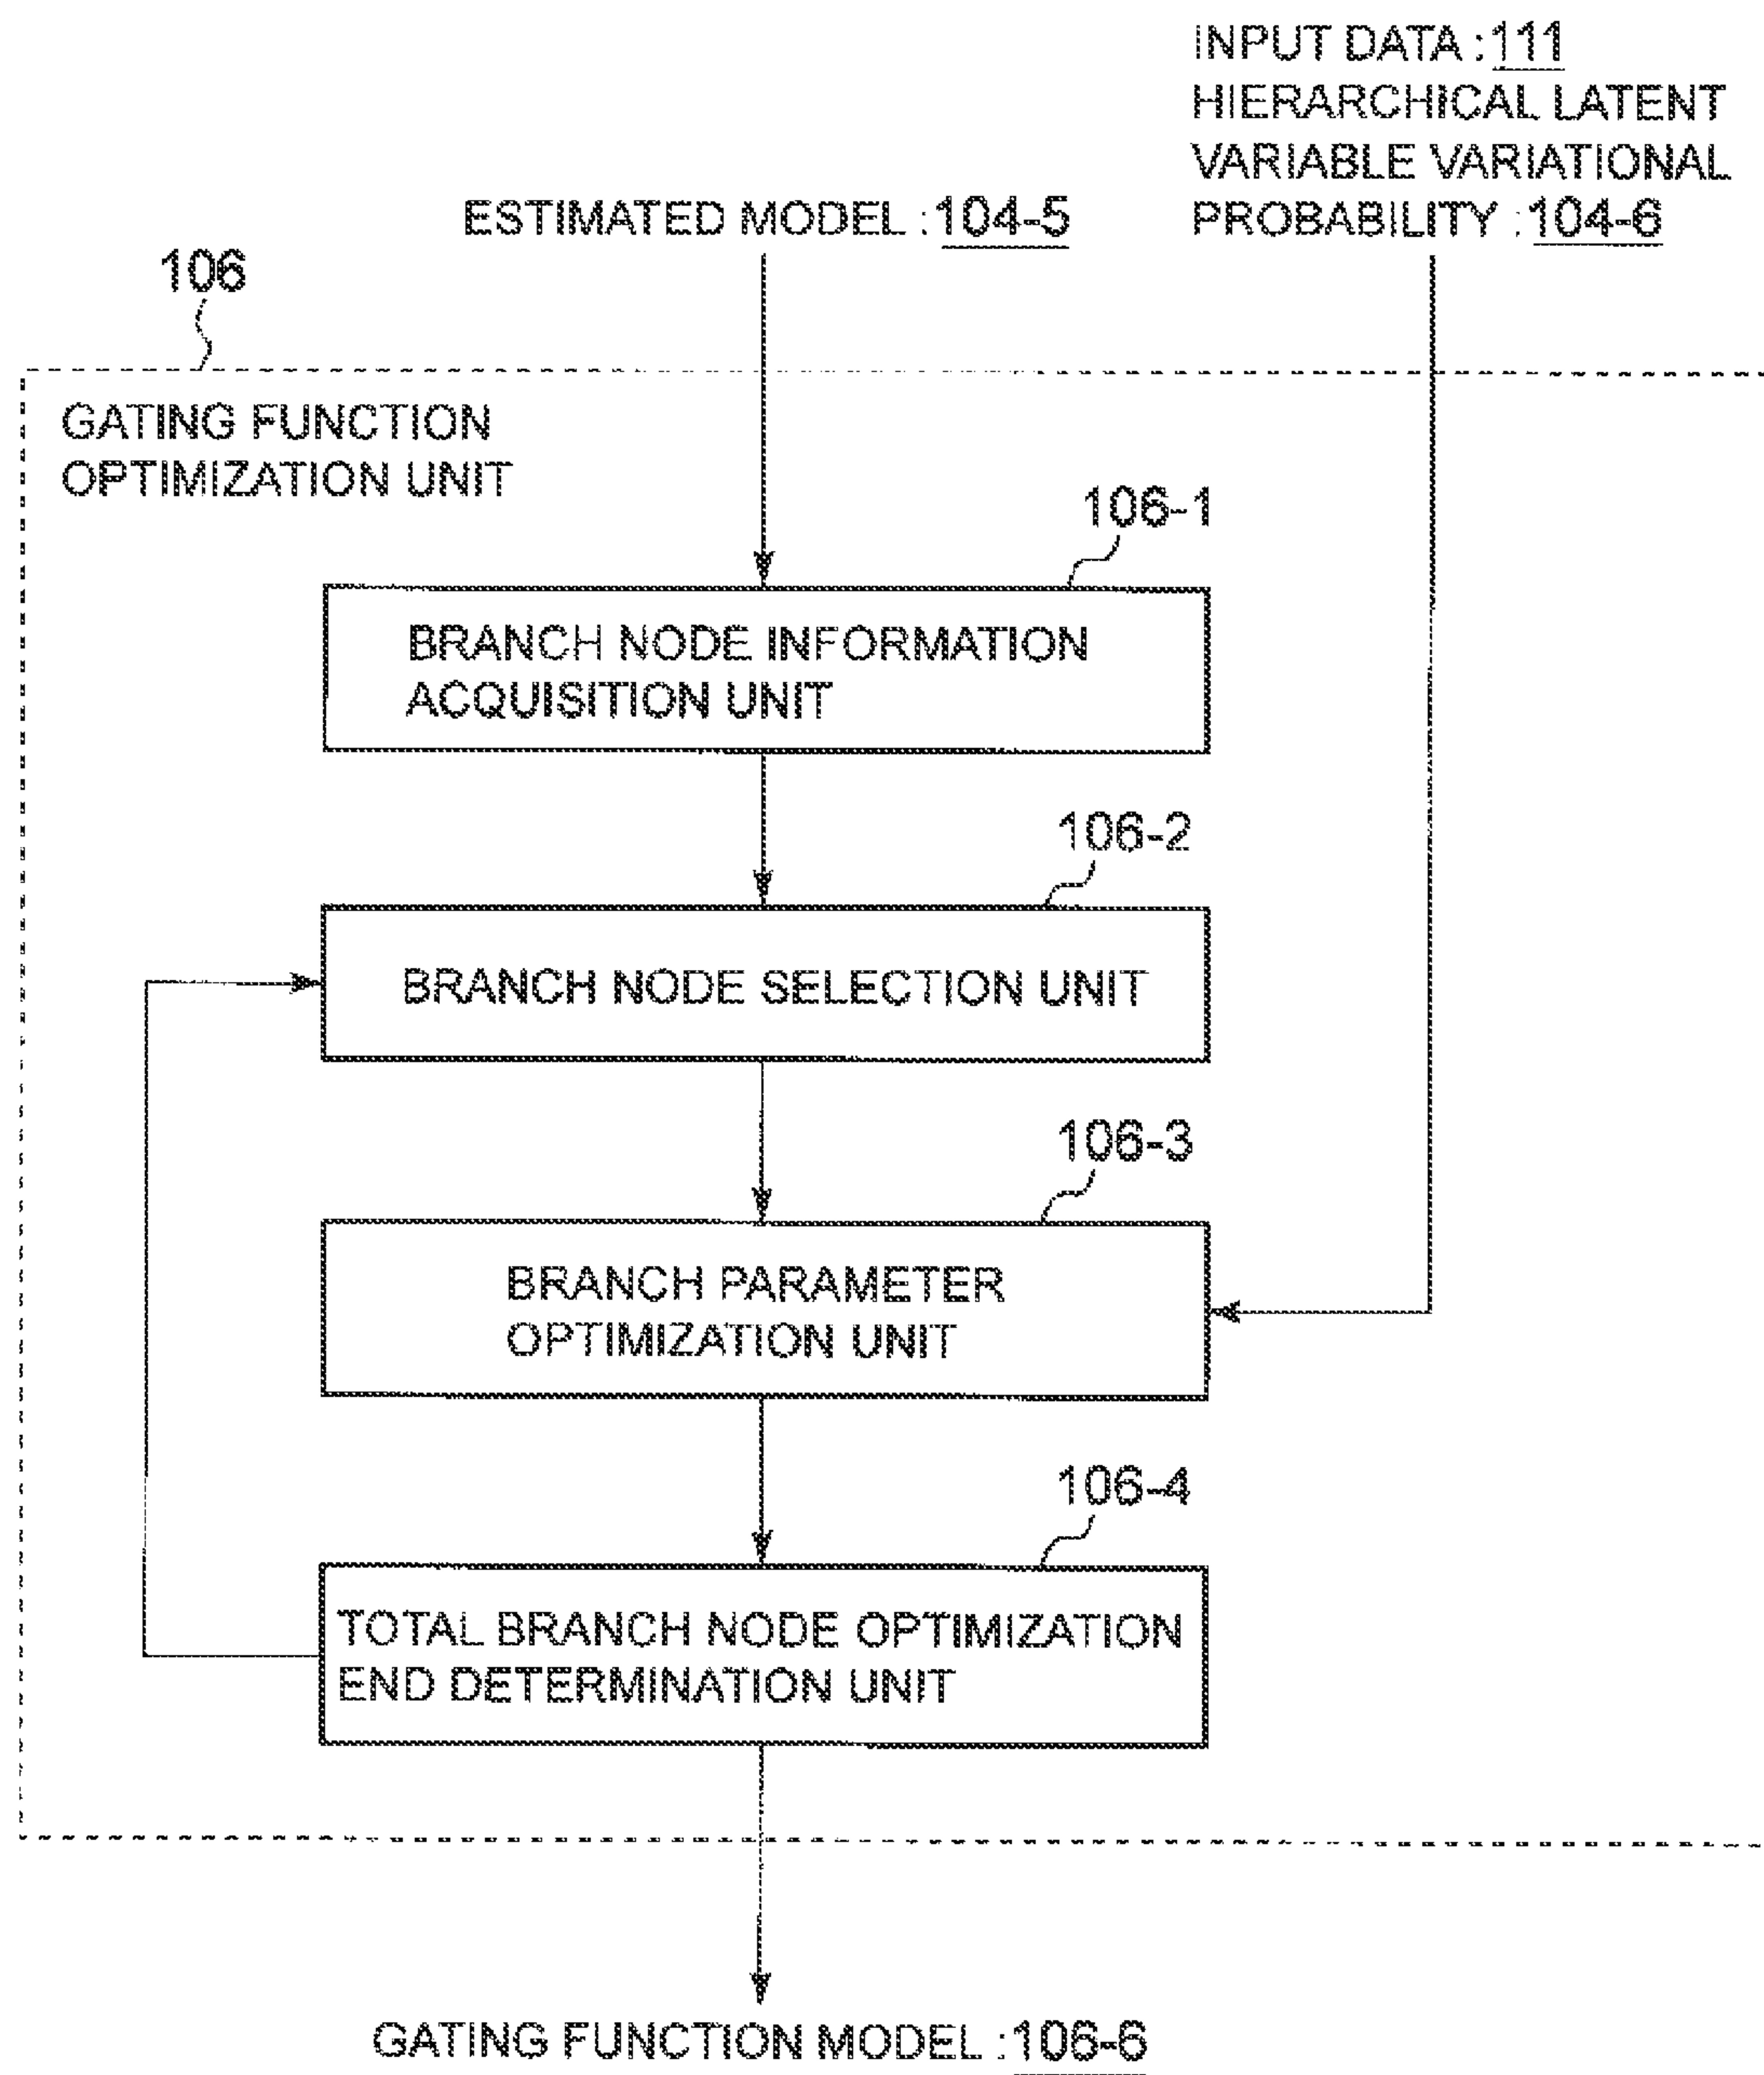 INPUT DATA : 111
HIERARCHICAL LATENT
VARIABLE VARIATIONAL
PROBABILITY : 104-6
ESTIMATED MODEL : 104-5
106
GATING FUNCTION
OPTIMIZATION UNIT
106-1
BRANCH NODE INFORMATION
ACQUISITION UNIT
106-2
BRANCH NODE SELECTION UNIT
106-3
BRANCH PARAMETER
OPTIMIZATION UNIT
106-4
TOTAL BRANCH NODE OPTIMIZATION
END DETERMINATION UNIT
GATING FUNCTION MODEL : 106-6